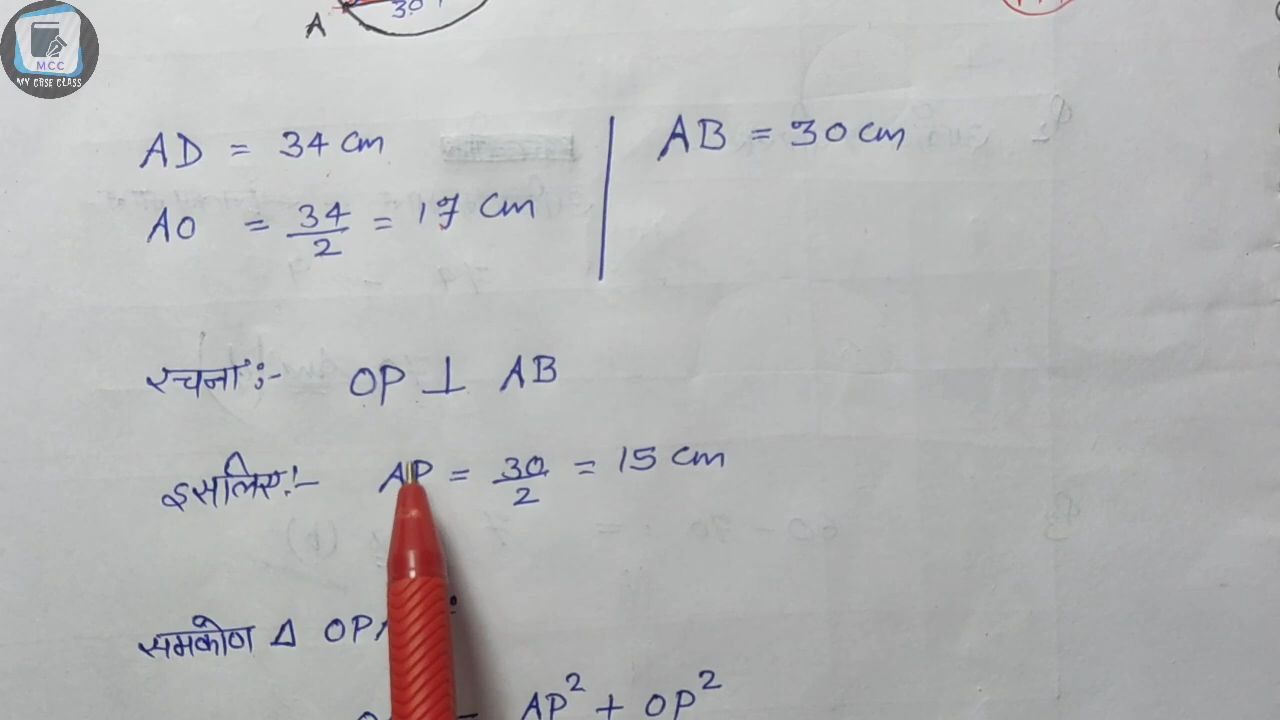 A 30
MCC
MY CBSE CLASS
AD = 34 cm
AO = 34/2 = 17 cm
AB = 30 cm
रचना:- OP ⊥ AB
इसलिए:- AP = 30/2 = 15 cm
समकोण Δ OP
= AP² + OP²